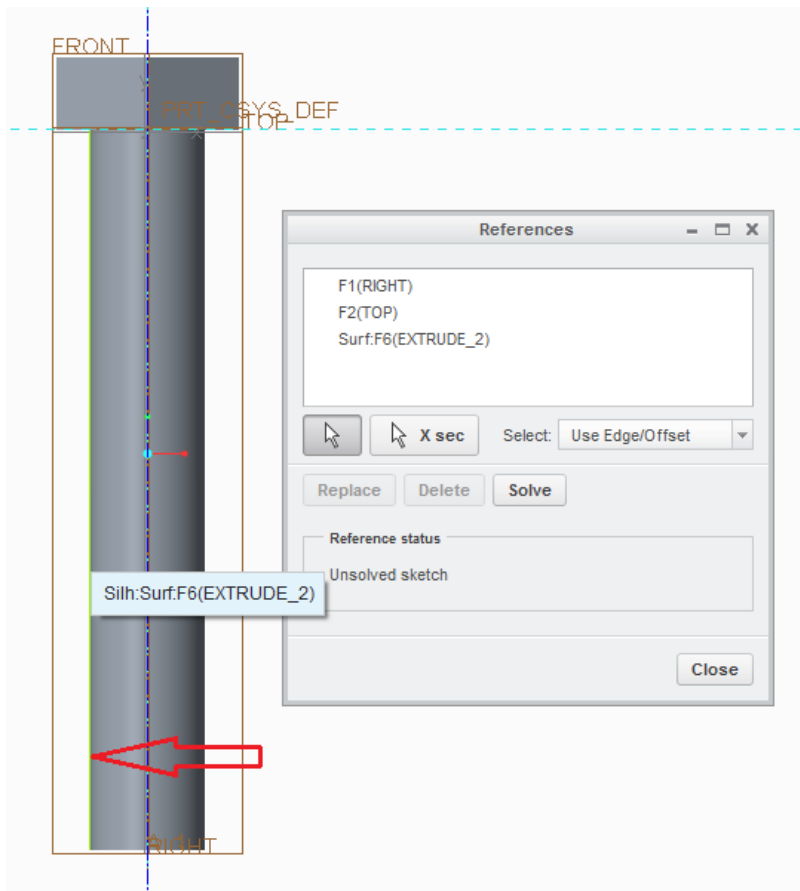 FRONT
PRT_CSYS_DEF
TOP
References
F1(RIGHT)
F2(TOP)
Surf:F6(EXTRUDE_2)
X sec
Select:
Use Edge/Offset
Replace
Delete
Solve
Reference status
Unsolved sketch
Silh:Surf:F6(EXTRUDE_2)
Close
RIGHT